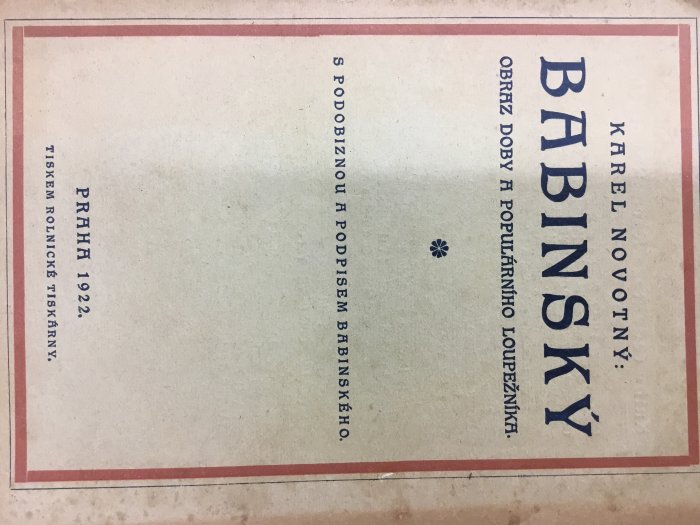 KAREL NOVOTNÝ:
BABINSKÝ
OBRAZ DOBY A POPULÁRNÍHO LOUPEŽNÍKA.
S PODOBIZNOU A PODPISEM BABINSKÉHO.
PRAHA 1922.
TISKEM ROLNICKÉ TISKÁRNY.